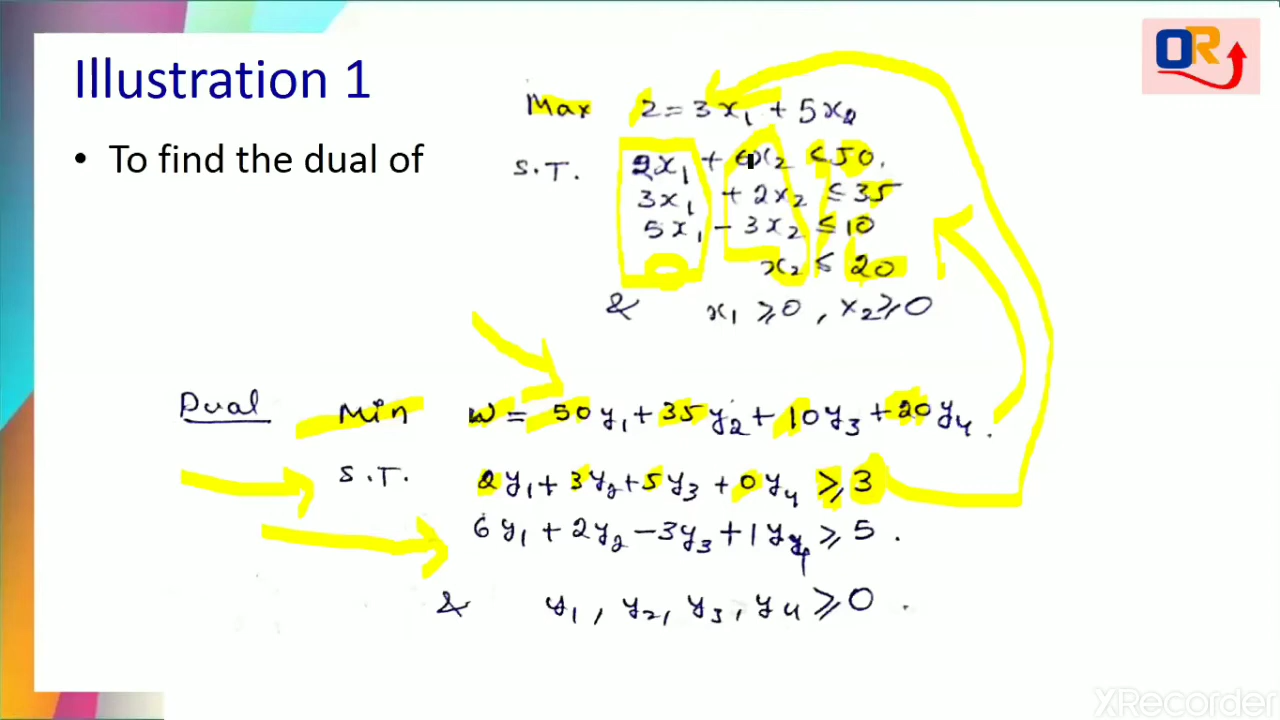 OR
Illustration 1
• To find the dual of
Max Z = 3x₁ + 5x₂
S.T. 2x₁ + 6x₂ ≤ 50.
3x₁ + 2x₂ ≤ 35
5x₁ - 3x₂ ≤ 10
x₂ ≤ 20
& x₁ ≥ 0, x₂ ≥ 0
Dual Min W = 50y₁ + 35y₂ + 10y₃ + 20y₄.
S.T. 2y₁ + 3y₂ + 5y₃ + 0y₄ ≥ 3
6y₁ + 2y₂ - 3y₃ + 1y₄ ≥ 5.
& y₁, y₂, y₃, y₄ ≥ 0.
XRecorder